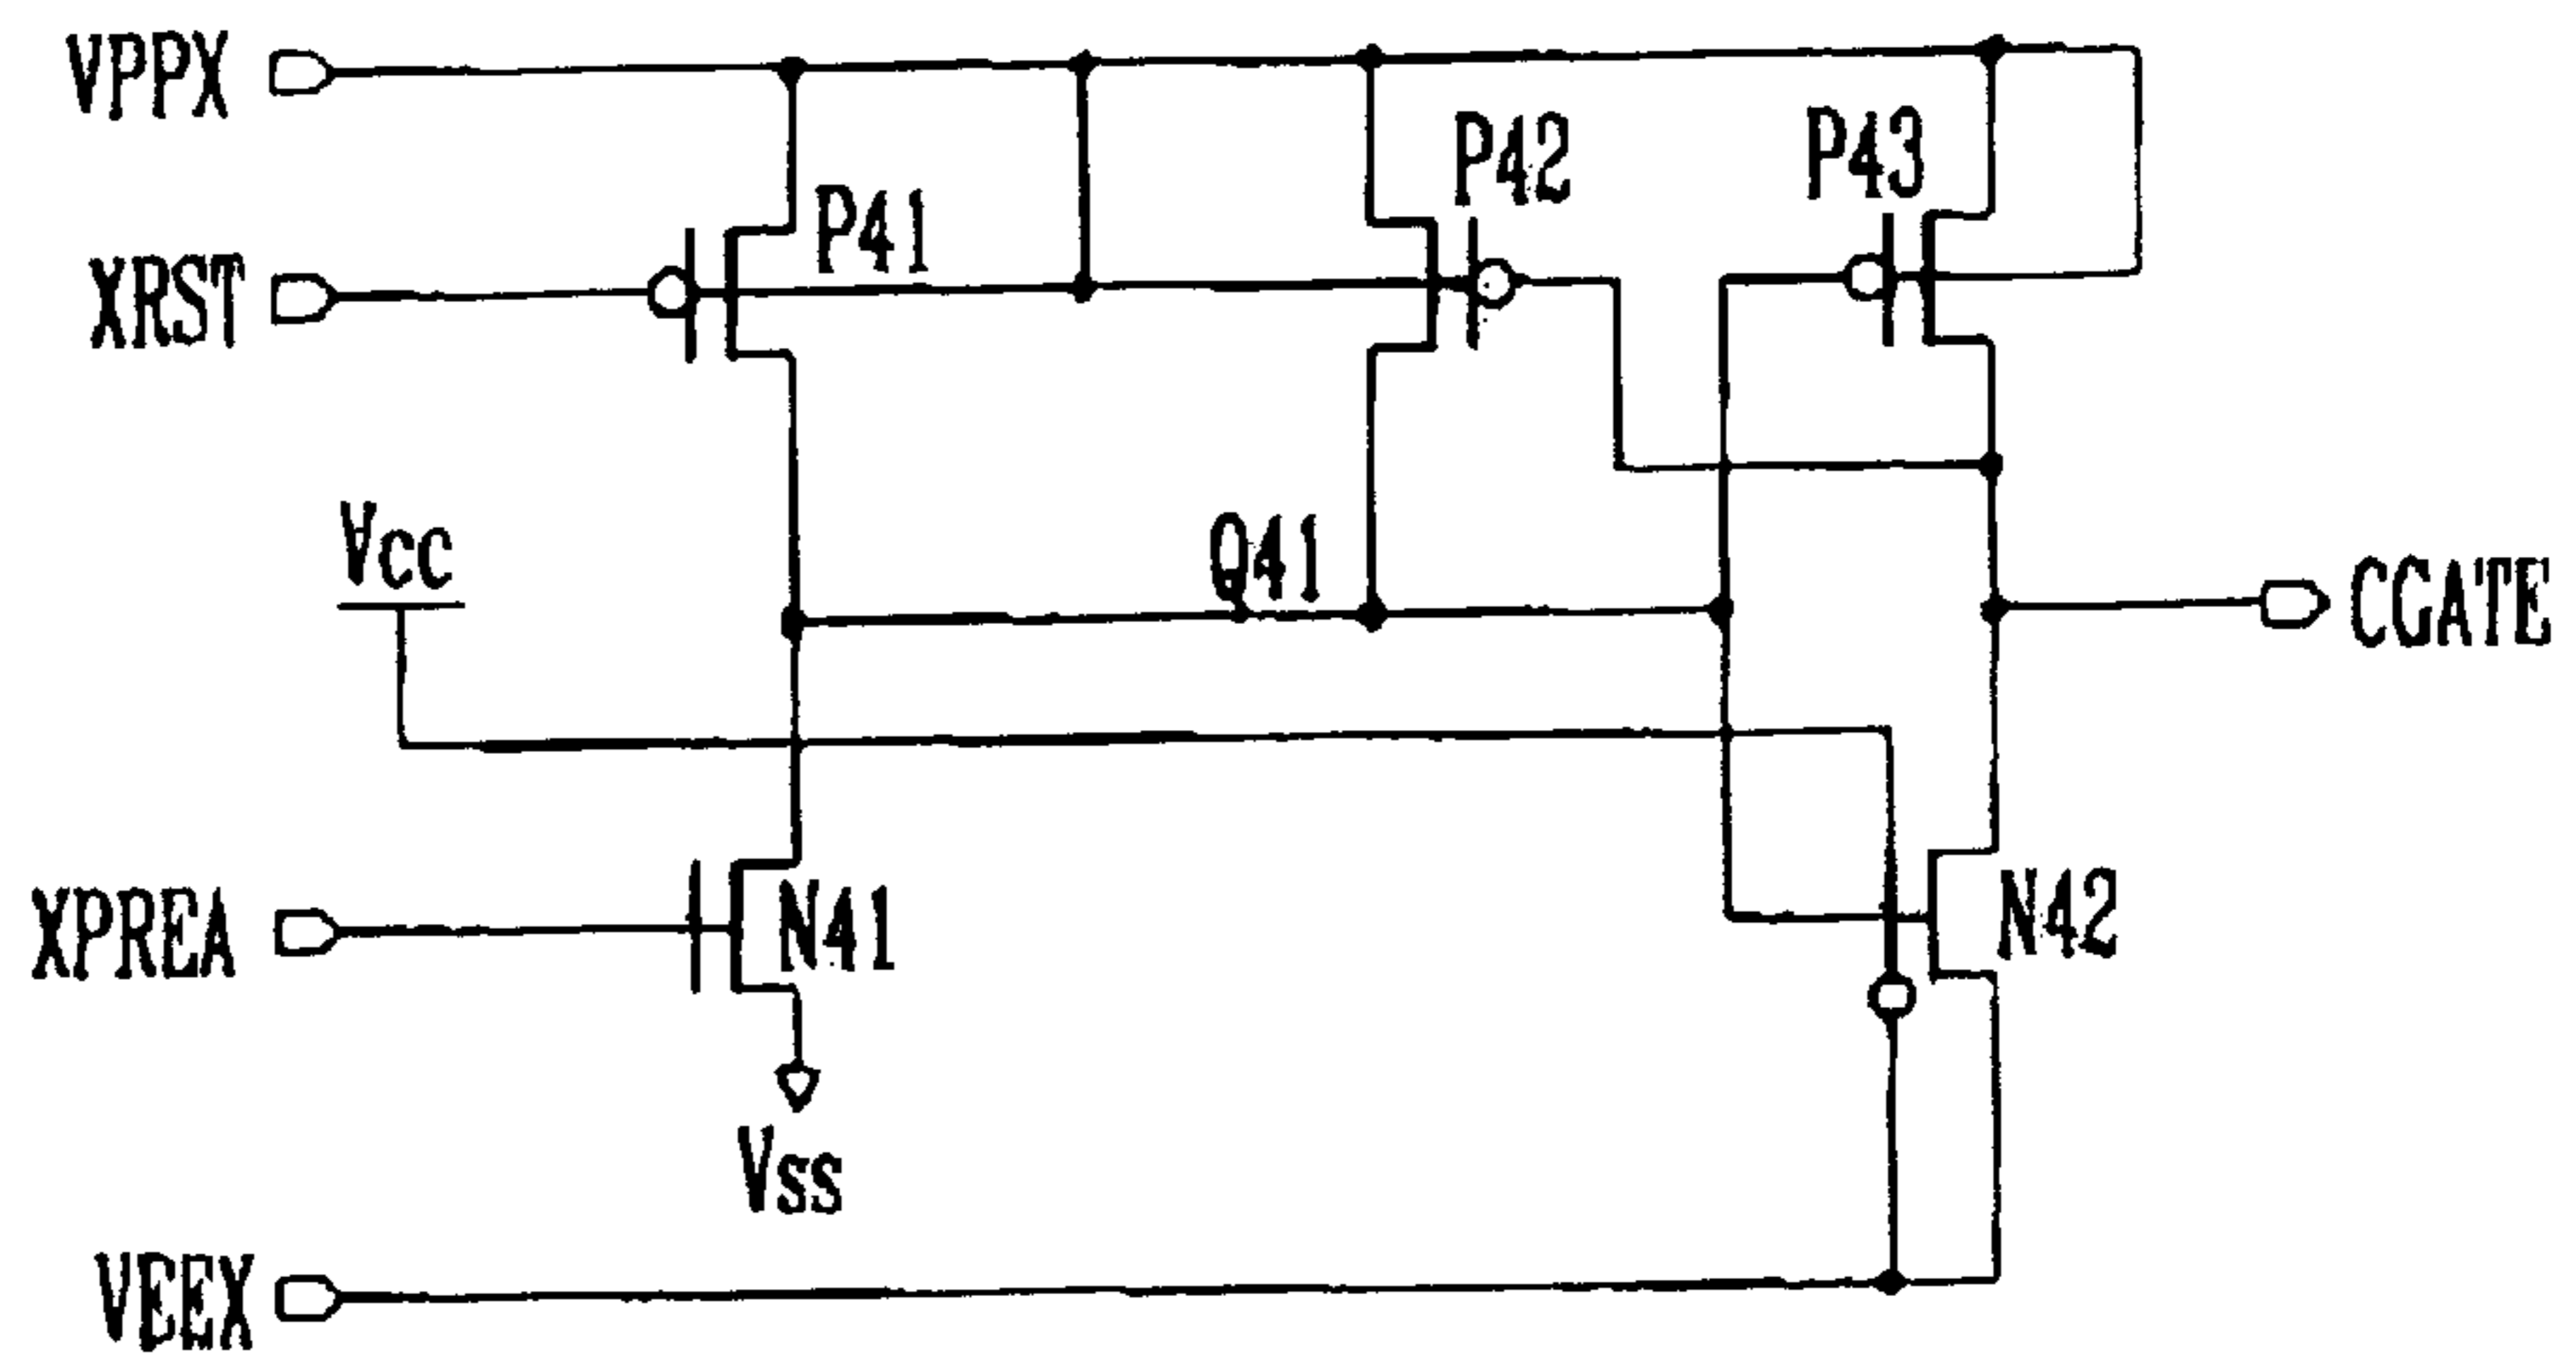 VPPX
P42
P43
P41
XRST
Vcc
Q41
CGATE
XPREA
N41
N42
Vss
VEEX